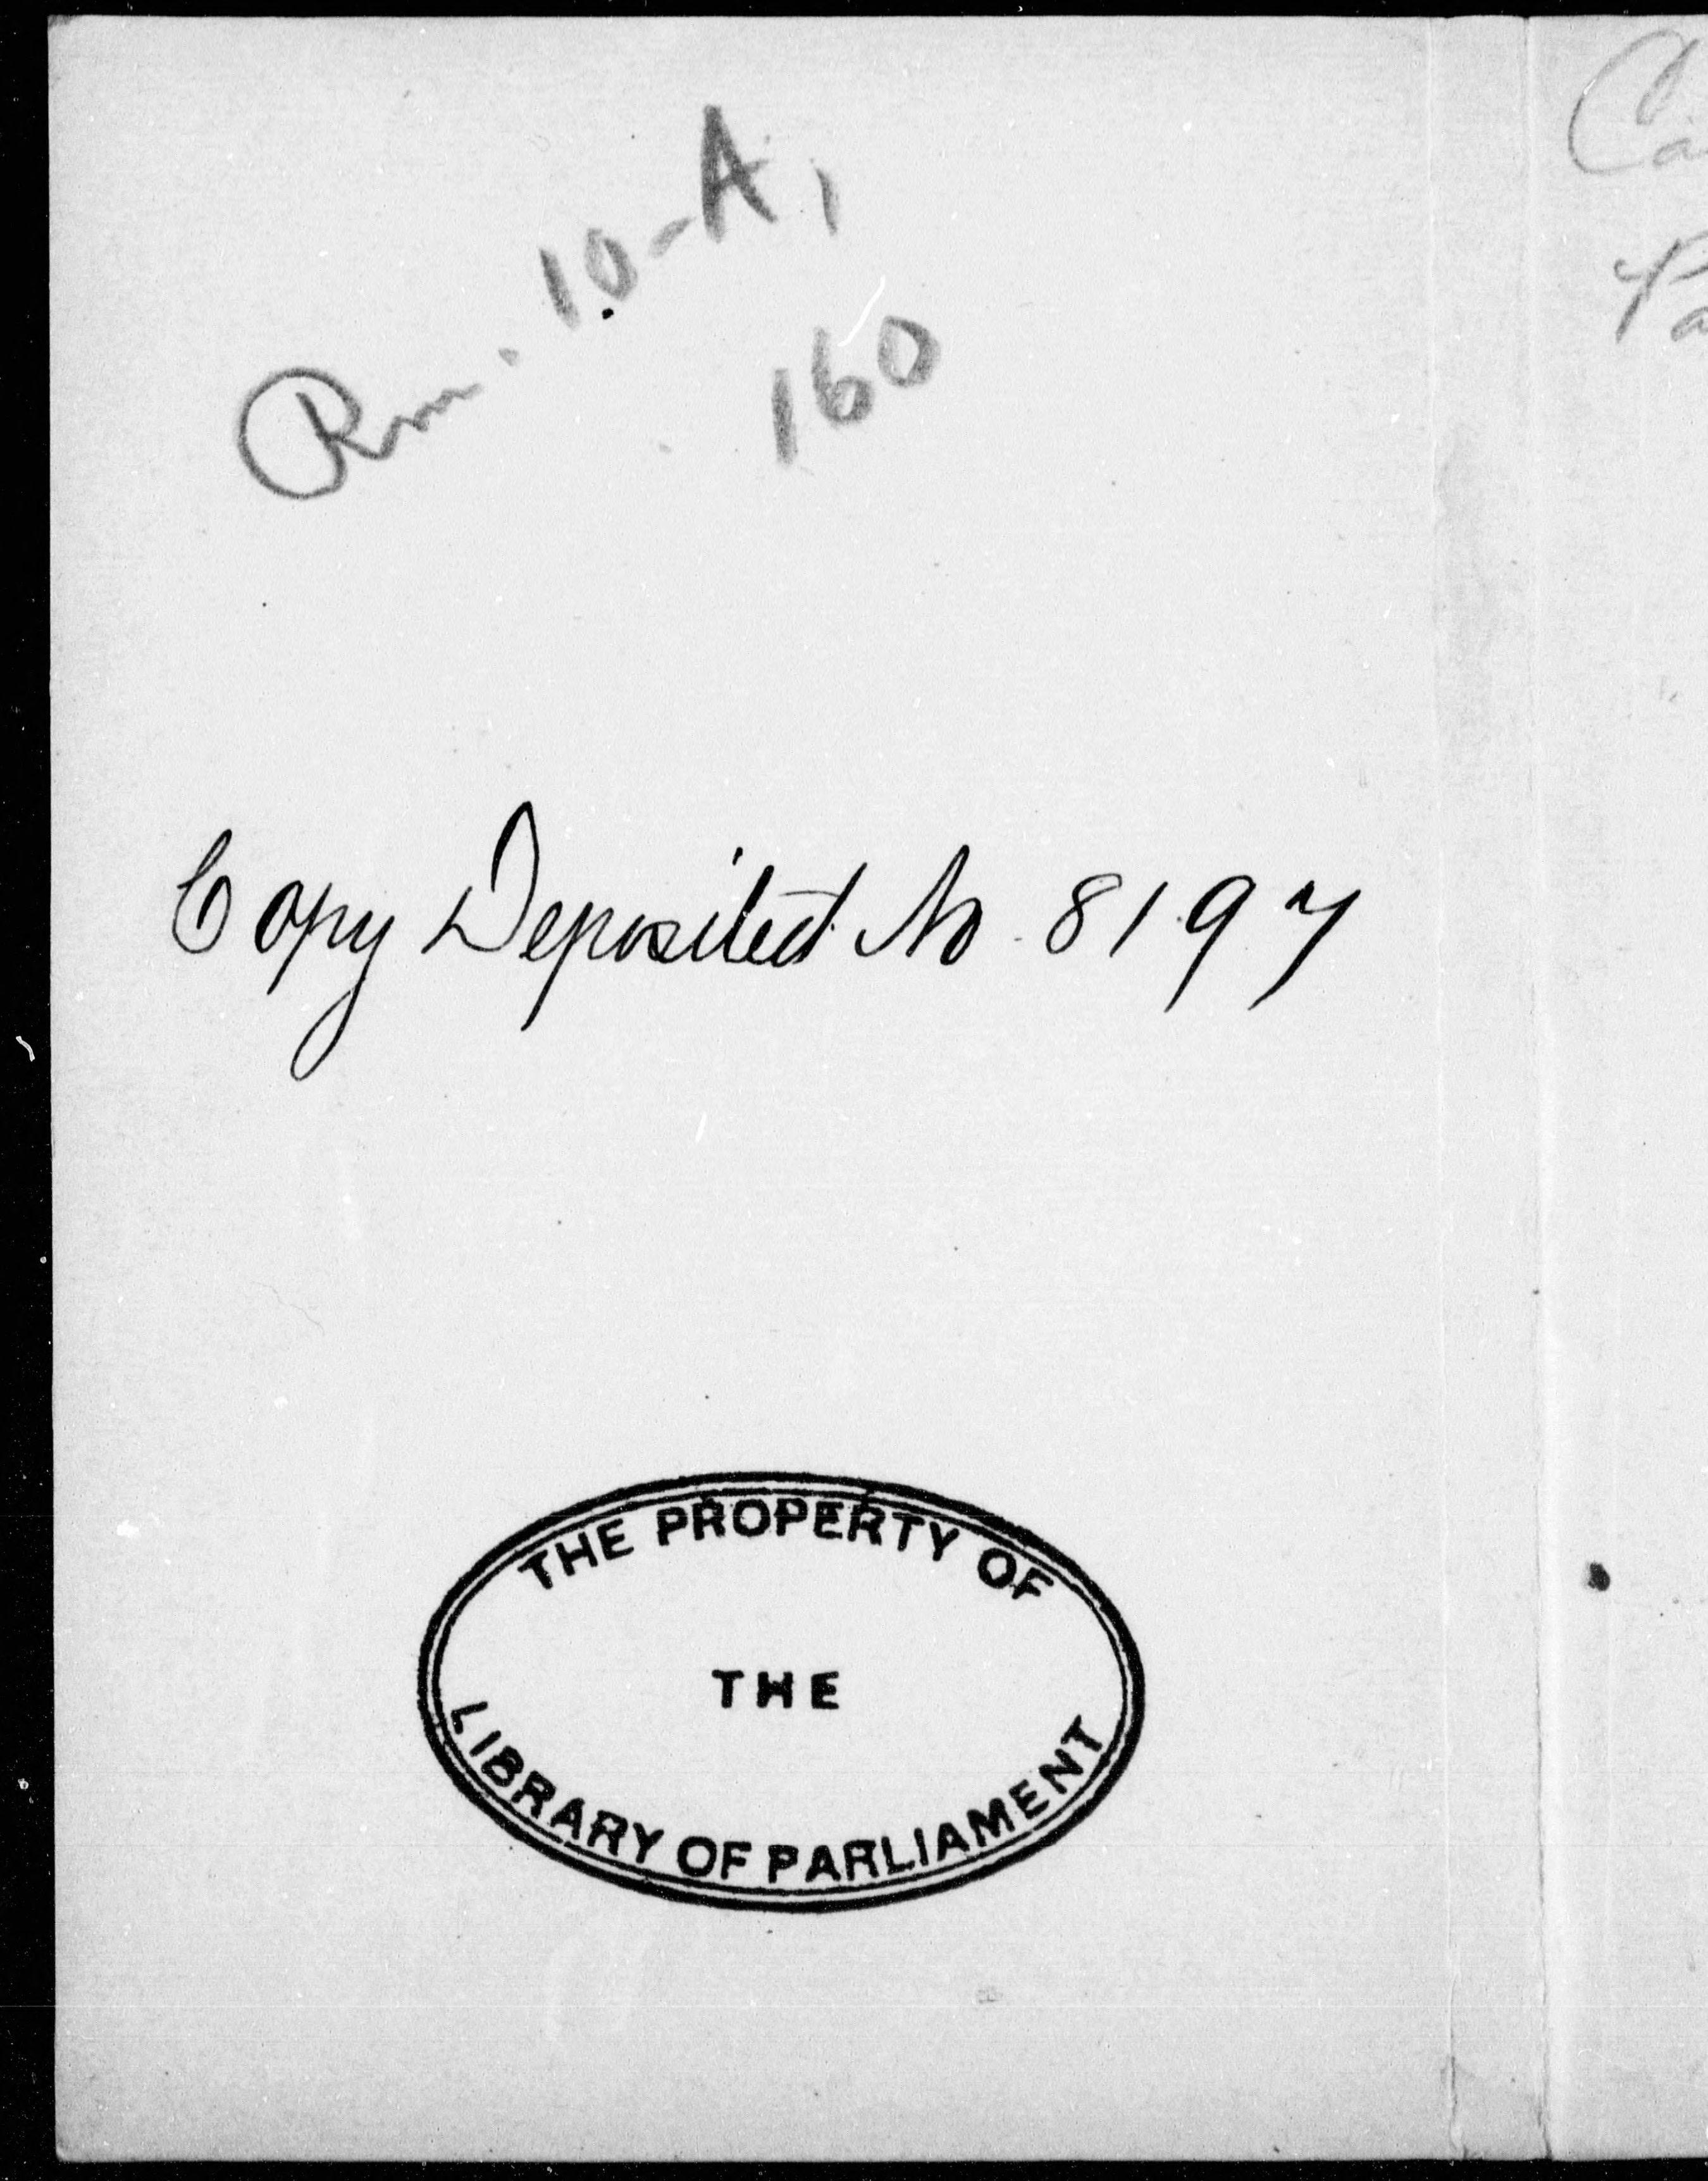 Rm. 10-A,
160
Copy Deposited No 8197
THE PROPERTY OF
THE
LIBRARY OF PARLIAMENT